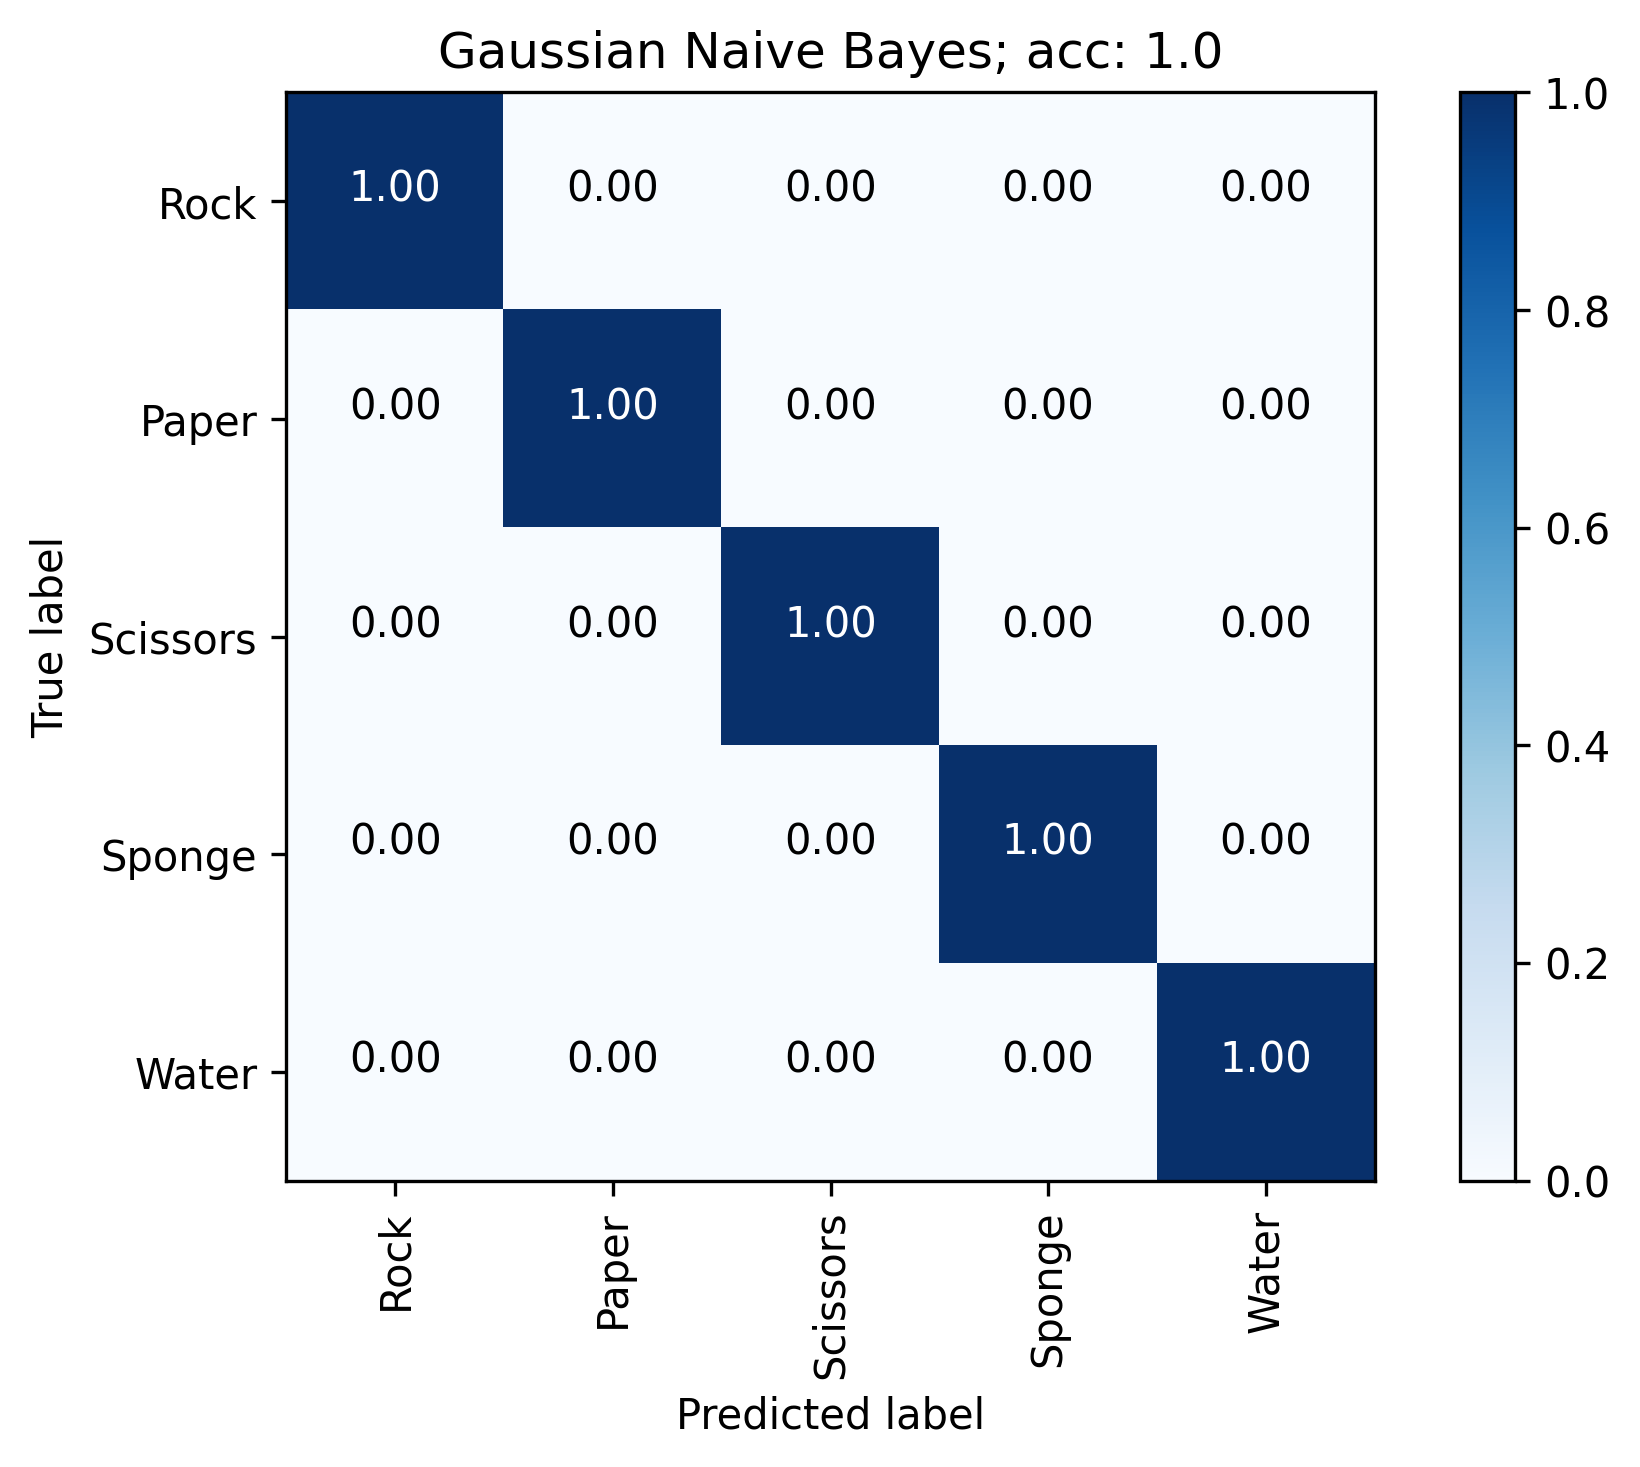 Gaussian Naive Bayes; acc: 1.0
Rock 1.00 0.00 0.00 0.00 0.00
Paper 0.00 1.00 0.00 0.00 0.00
Scissors 0.00 0.00 1.00 0.00 0.00
Sponge 0.00 0.00 0.00 1.00 0.00
Water 0.00 0.00 0.00 0.00 1.00
True label
Rock Paper Scissors Sponge Water
Predicted label
1.0
0.8
0.6
0.4
0.2
0.0